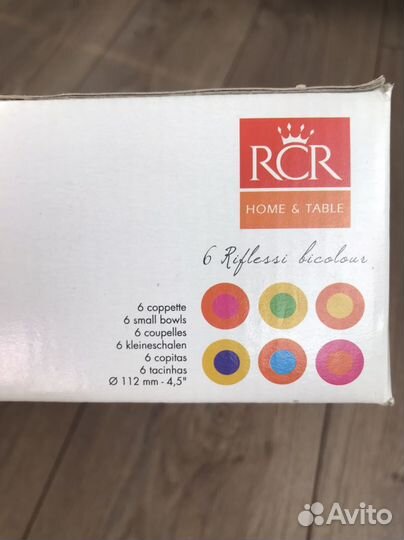 RCR
HOME & TABLE
6 Riflessi bicolour
6 coppette
6 small bowls
6 coupelles
6 kleineschalen
6 copitas
6 tacinhas
Ø 112 mm - 4,5"
Avito